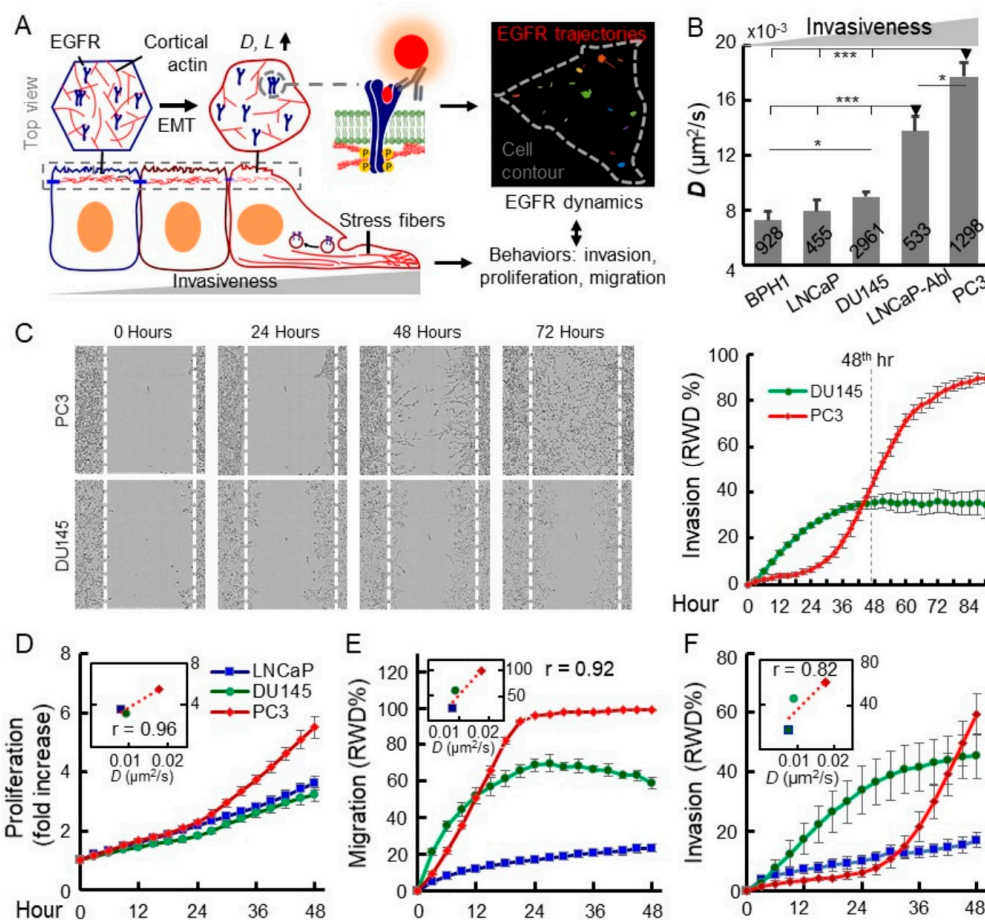 A
EGFR
Cortical
actin
D, L
Top view
EMT
P
P
P
P
EGFR trajectories
Cell
contour
EGFR dynamics
Stress fibers
Behaviors: invasion,
proliferation, migration
Invasiveness
B
x10⁻³
Invasiveness
D (µm²/s)
20
16
12
8
4
***
***
*
*
928
455
2961
533
1298
BPH1
LNCaP
DU145
LNCaP-Abl
PC3
C
0 Hours
24 Hours
48 Hours
72 Hours
PC3
DU145
48th hr
DU145
PC3
Invasion (RWD %)
100
80
60
40
20
0
Hour
0 12 24 36 48 60 72 84
D
Proliferation
(fold increase)
8
6
4
2
0
LNCaP
DU145
PC3
8
4
r = 0.96
0.01 0.02
D (µm²/s)
Hour
0 12 24 36 48
E
Migration (RWD%)
120
100
80
60
40
20
0
r = 0.92
100
50
0.01 0.02
D (µm²/s)
0 12 24 36 48
F
Invasion (RWD%)
80
60
40
20
0
r = 0.82
80
40
0.01 0.02
D (µm²/s)
0 12 24 36 48